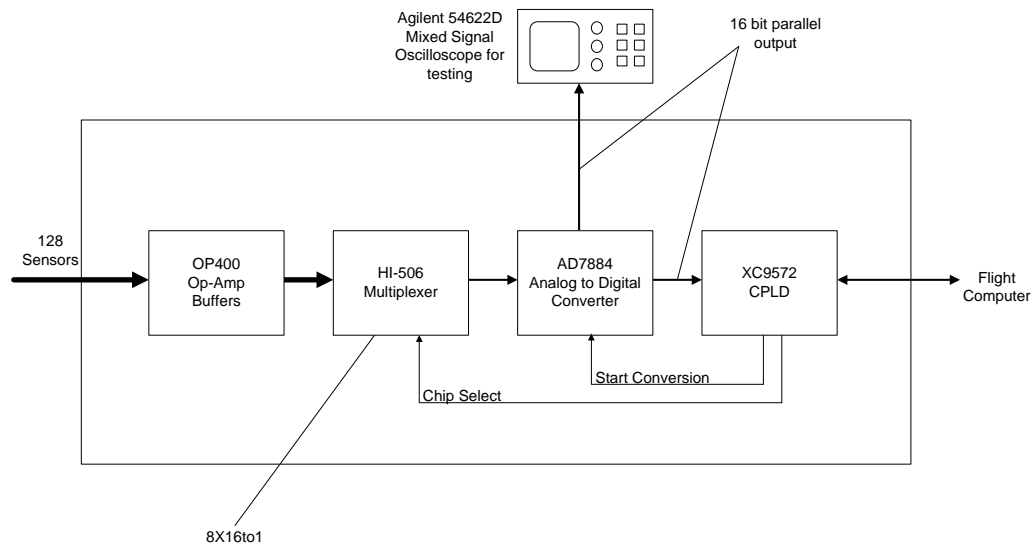 Agilent 54622D
Mixed Signal
Oscilloscope for
testing
16 bit parallel
output
128
Sensors
OP400
Op-Amp
Buffers
HI-506
Multiplexer
AD7884
Analog to Digital
Converter
XC9572
CPLD
Flight
Computer
Start Conversion
Chip Select
8X16to1